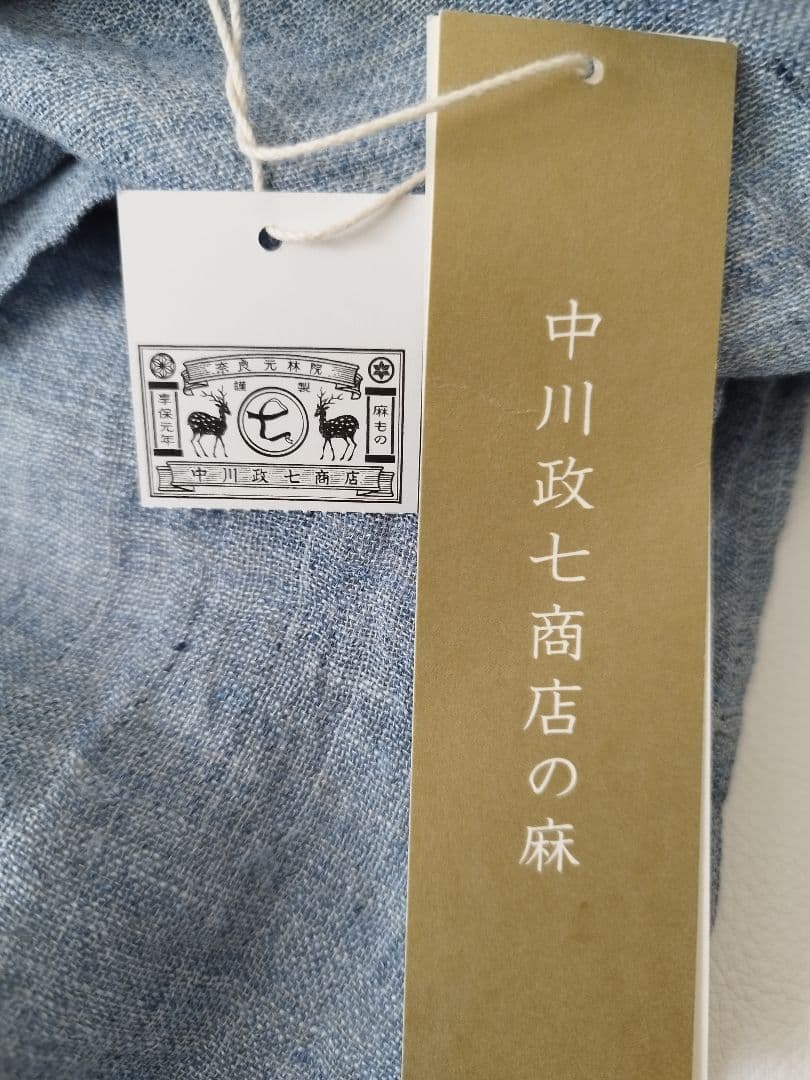 奈良元林院
謹製
享保元年
七
麻もの
中川政七商店
中川政七商店の麻